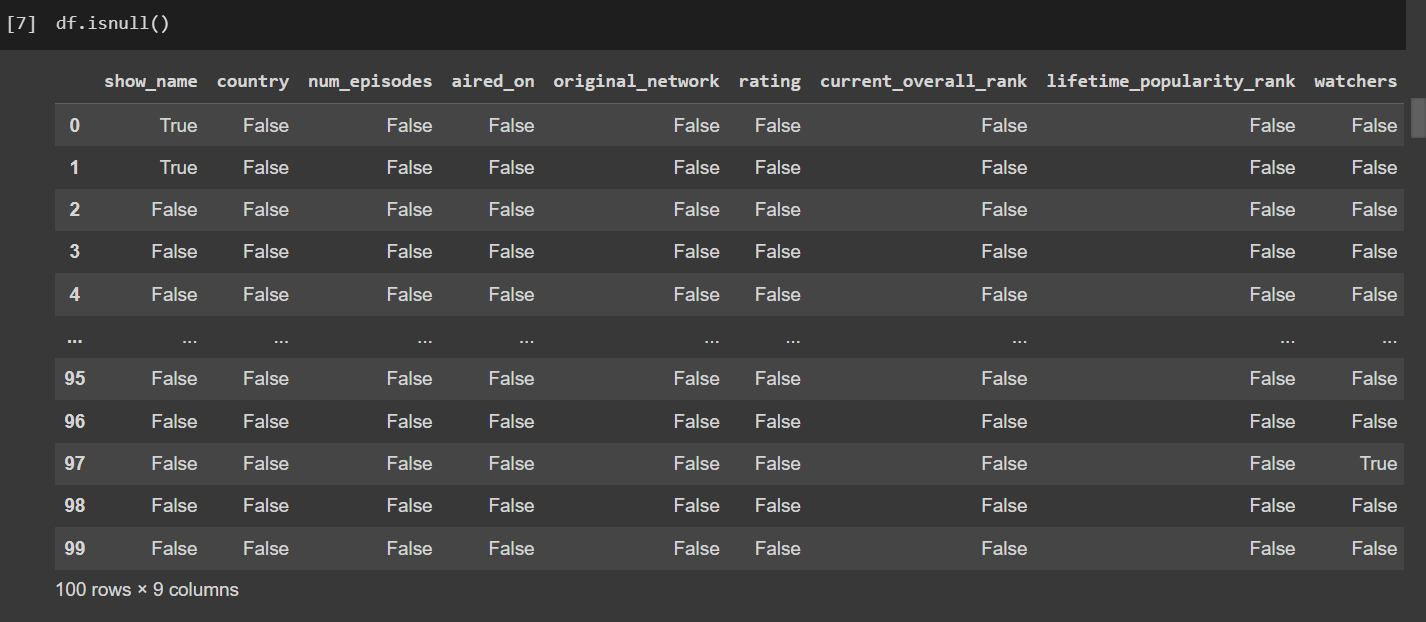 [7] df.isnull()
show_name country num_episodes aired_on original_network rating current_overall_rank lifetime_popularity_rank watchers
0 True False False False False False False False False
1 True False False False False False False False False
2 False False False False False False False False False
3 False False False False False False False False False
4 False False False False False False False False False
... ... ... ... ... ... ... ... ... ...
95 False False False False False False False False False
96 False False False False False False False False False
97 False False False False False False False False True
98 False False False False False False False False False
99 False False False False False False False False False
100 rows × 9 columns